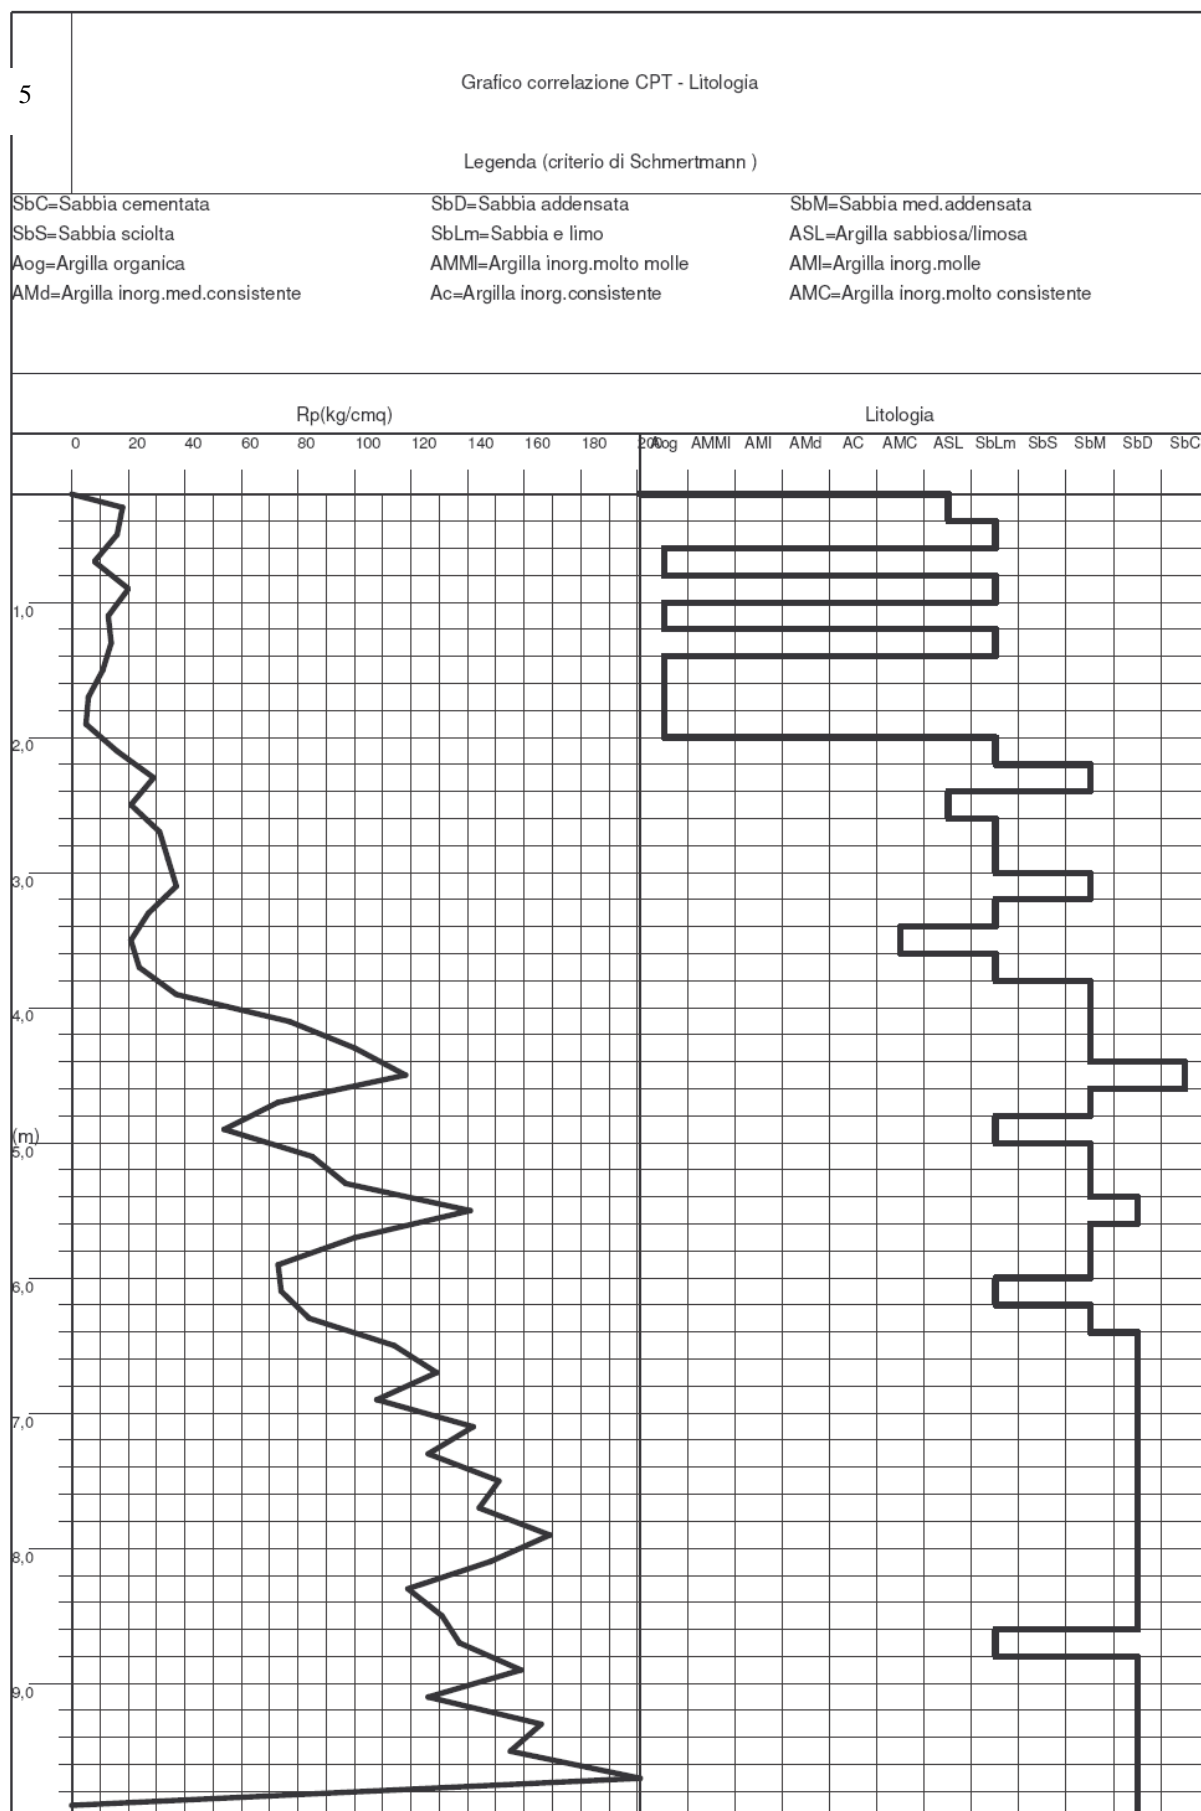 5
Grafico correlazione CPT - Litologia
Legenda (criterio di Schmertmann )
SbC=Sabbia cementata SbD=Sabbia addensata SbM=Sabbia med.addensata
SbS=Sabbia sciolta SbLm=Sabbia e limo ASL=Argilla sabbiosa/limosa
Aog=Argilla organica AMMI=Argilla inorg.molto molle AMI=Argilla inorg.molle
AMd=Argilla inorg.med.consistente Ac=Argilla inorg.consistente AMC=Argilla inorg.molto consistente
Rp(kg/cmq) Litologia
0 20 40 60 80 100 120 140 160 180 200 Aog AMMI AMI AMd AC AMC ASL SbLm SbS SbM SbD SbC
1,0
2,0
3,0
4,0
(m)
5,0
6,0
7,0
8,0
9,0